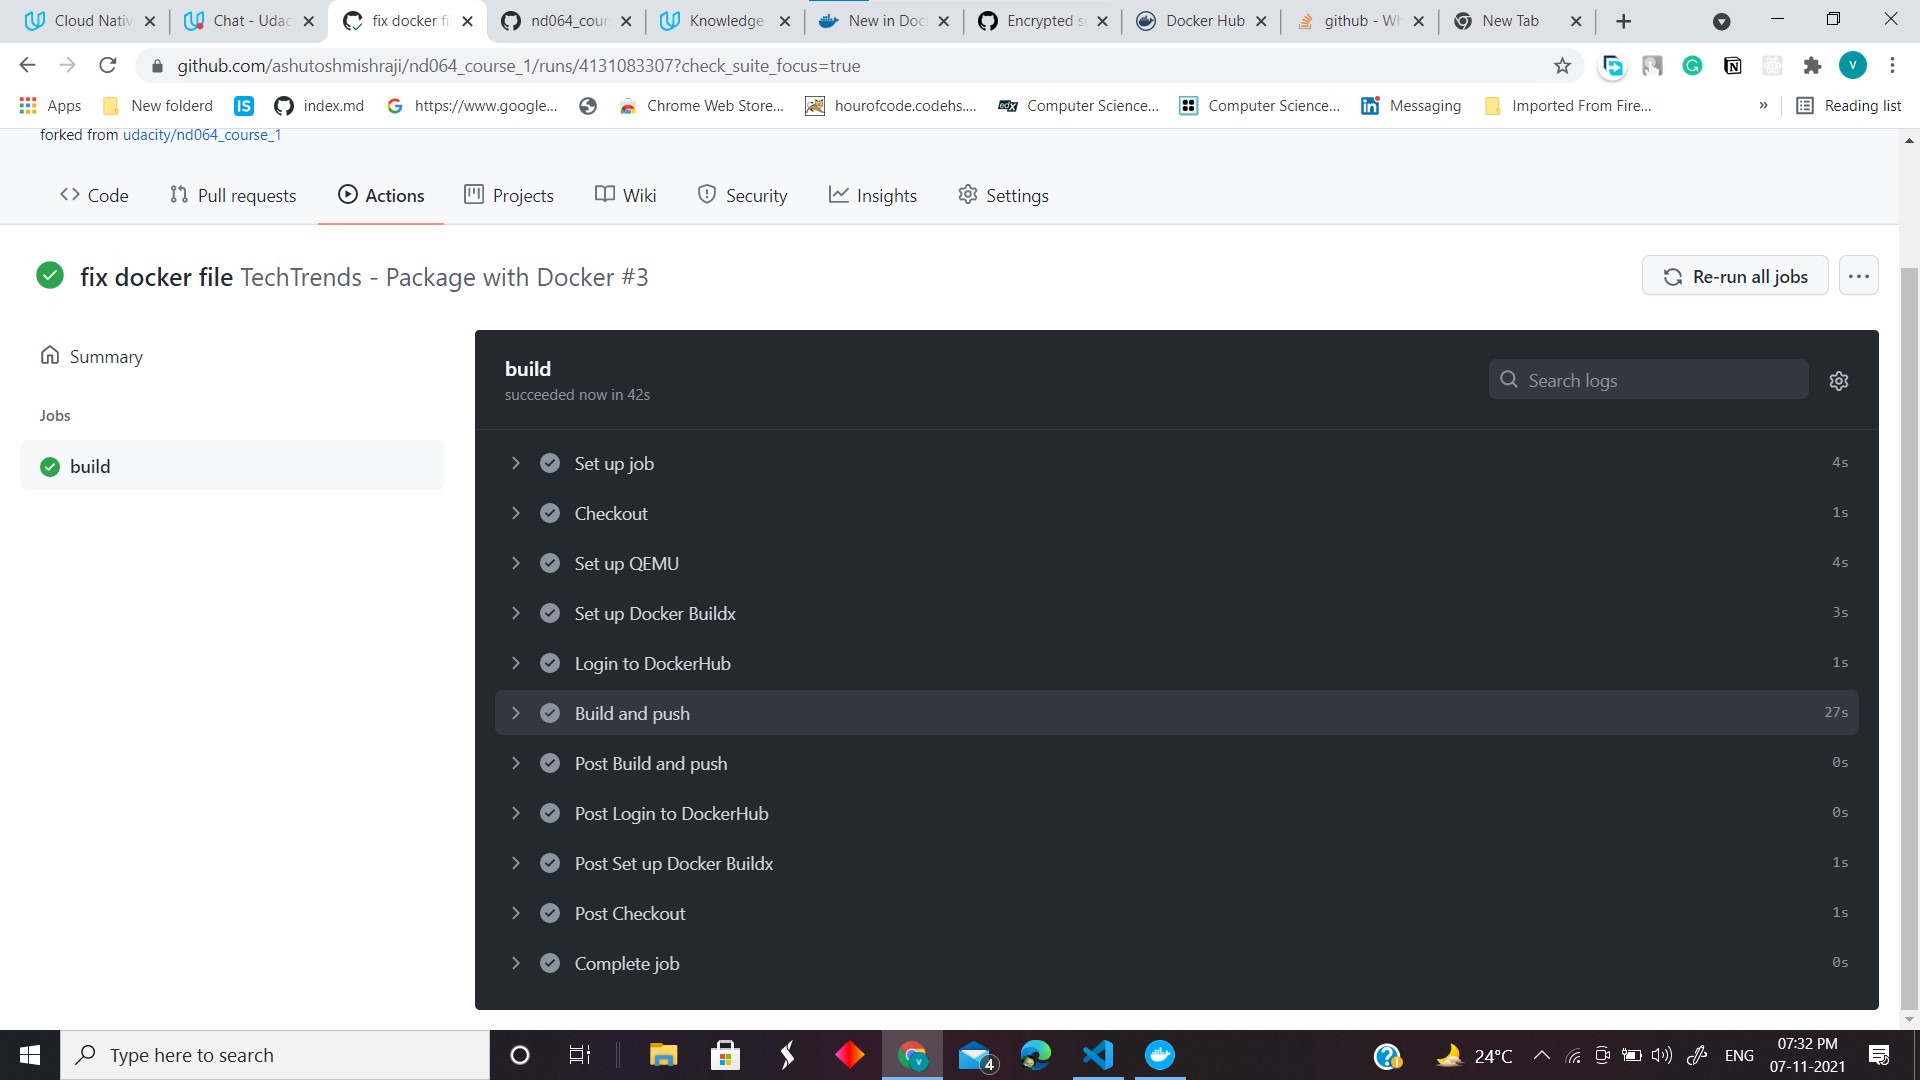 Cloud Nativ
Chat - Udac
fix docker fi
nd064_cour
Knowledge
New in Doc
Encrypted s
Docker Hub
github - Wh
New Tab
github.com/ashutoshmishraji/nd064_course_1/runs/4131083307?check_suite_focus=true
V
Apps
New folderd
IS
index.md
https://www.google...
Chrome Web Store...
hourofcode.codehs....
edX
Computer Science...
Computer Science...
Messaging
Imported From Fire...
»
Reading list
forked from udacity/nd064_course_1
Code
Pull requests
Actions
Projects
Wiki
Security
Insights
Settings
fix docker file TechTrends - Package with Docker #3
Re-run all jobs
...
Summary
Jobs
build
build
succeeded now in 42s
Search logs
Set up job 4s
Checkout 1s
Set up QEMU 4s
Set up Docker Buildx 3s
Login to DockerHub 1s
Build and push 27s
Post Build and push 0s
Post Login to DockerHub 0s
Post Set up Docker Buildx 1s
Post Checkout 1s
Complete job 0s
Type here to search
4
24°C
ENG
07:32 PM
07-11-2021